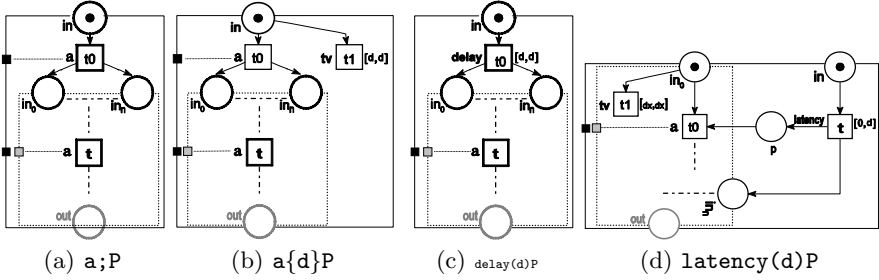 in
a t0
in0 inn
a t
out
(a) a;P
in
a t0 tv t1 [d,d]
in0 inn
a t
out
(b) a{d}P
in
delay t0 [d,d]
in0 inn
a t
out
(c) delay(d)P
in0 in
tv t1 [dx,dx]
a t0 latency t [0,d]
p
inn
out
(d) latency(d)P